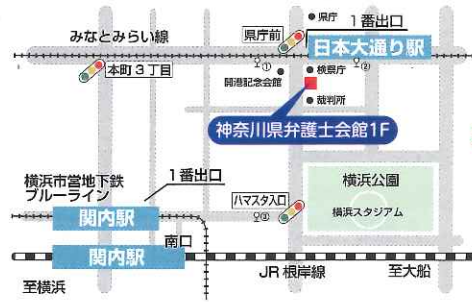 県庁
1番出口
みなとみらい線
県庁前
日本大通り駅
本町3丁目
①
②
開港記念会館
検察庁
裁判所
神奈川県弁護士会館1F
横浜市営地下鉄
ブルーライン
1番出口
ハマスタ入口
③
横浜公園
横浜スタジアム
関内駅
南口
関内駅
至横浜
JR根岸線
至大船